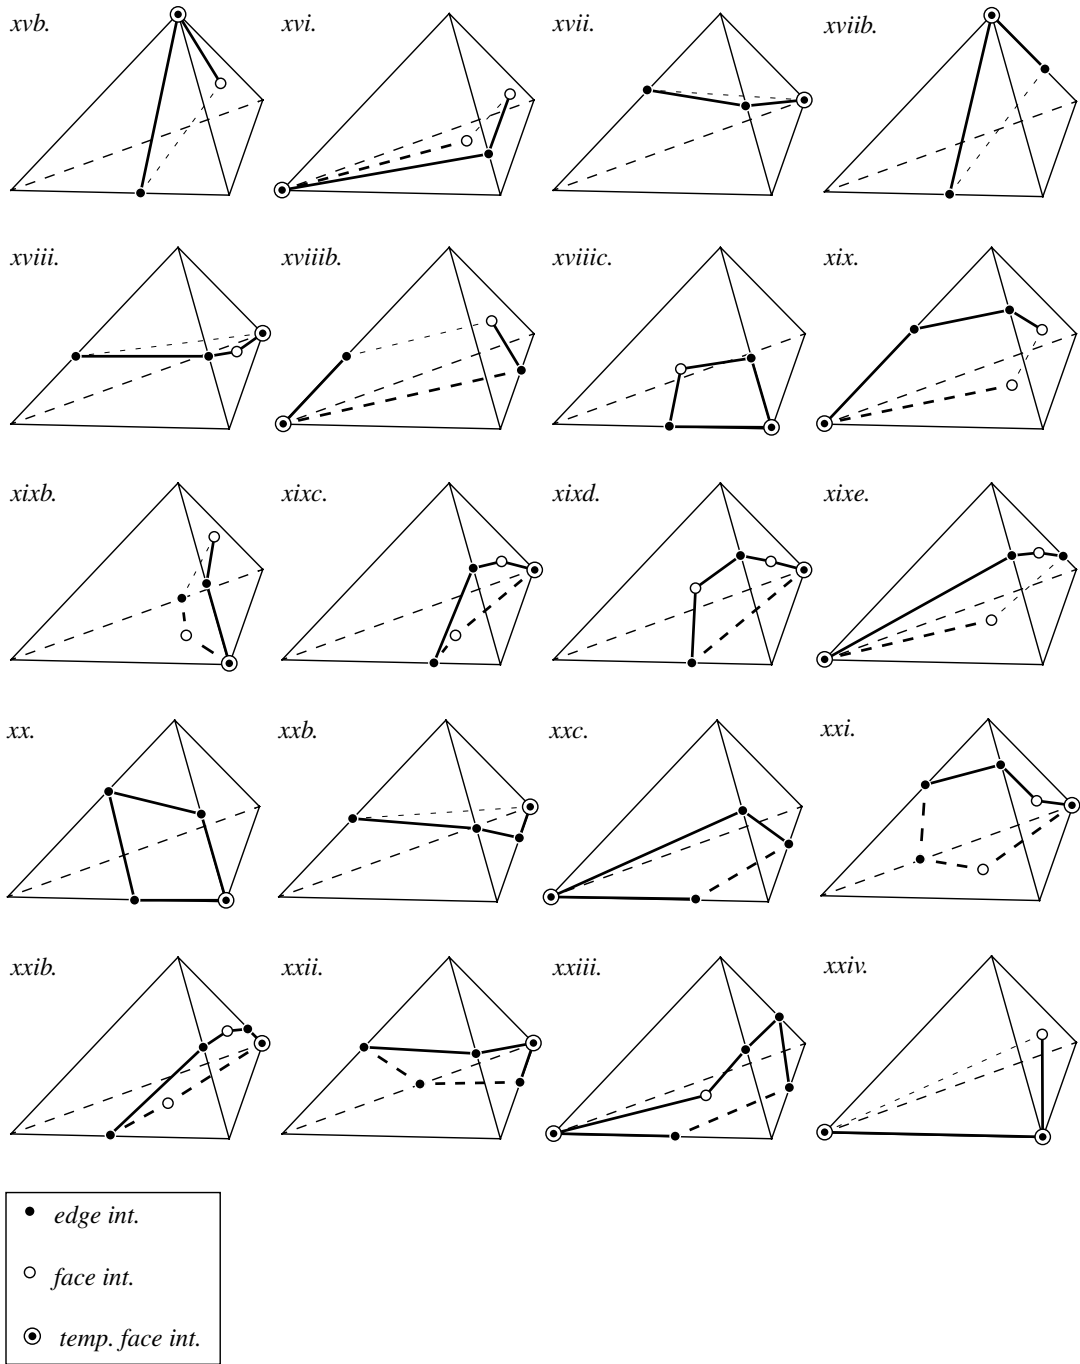 xvb. xvi. xvii. xviib.
xviii. xviiib. xviiic. xix.
xixb. xixc. xixd. xixe.
xx. xxb. xxc. xxi.
xxib. xxii. xxiii. xxiv.
edge int.
face int.
temp. face int.